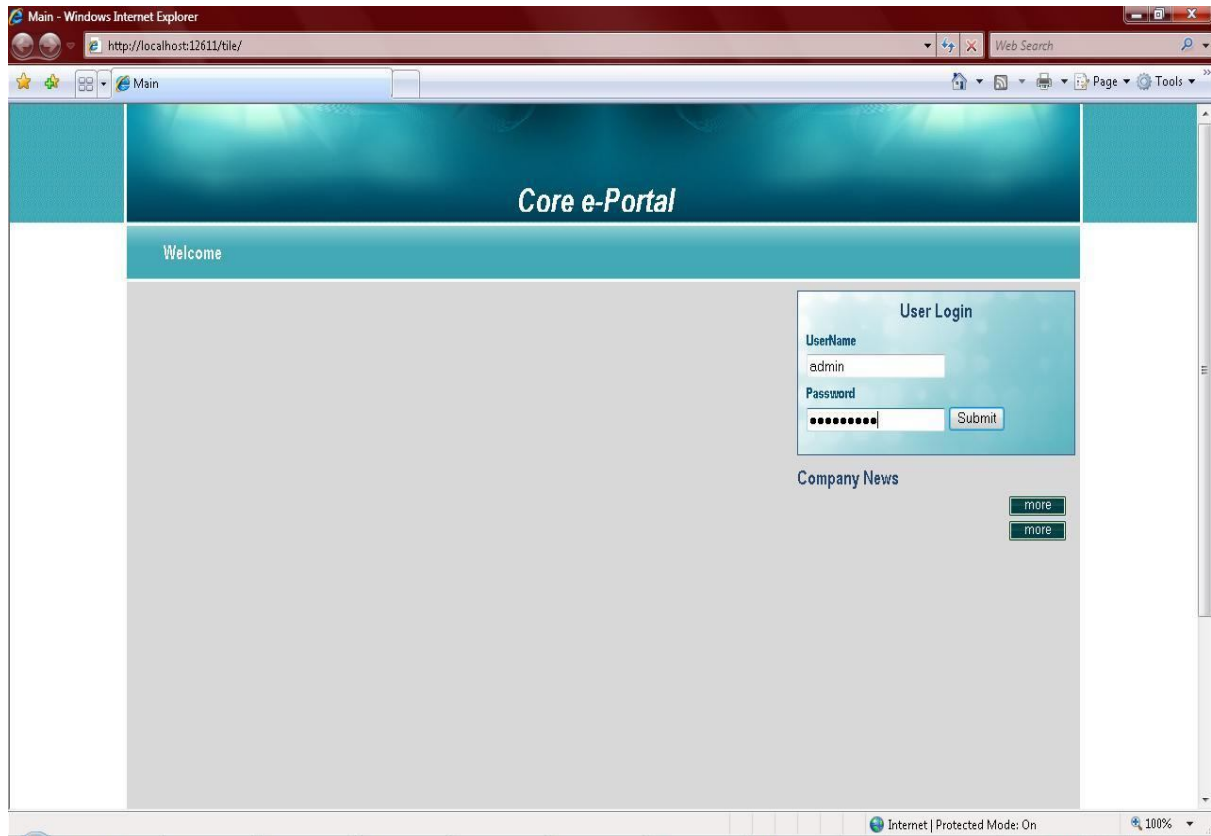 Main - Windows Internet Explorer
http://localhost:12611/tile/
Web Search
Main
Page
Tools
Core e-Portal
Welcome
User Login
UserName
admin
Password
•••••••••
Submit
Company News
more
more
Internet | Protected Mode: On
100%